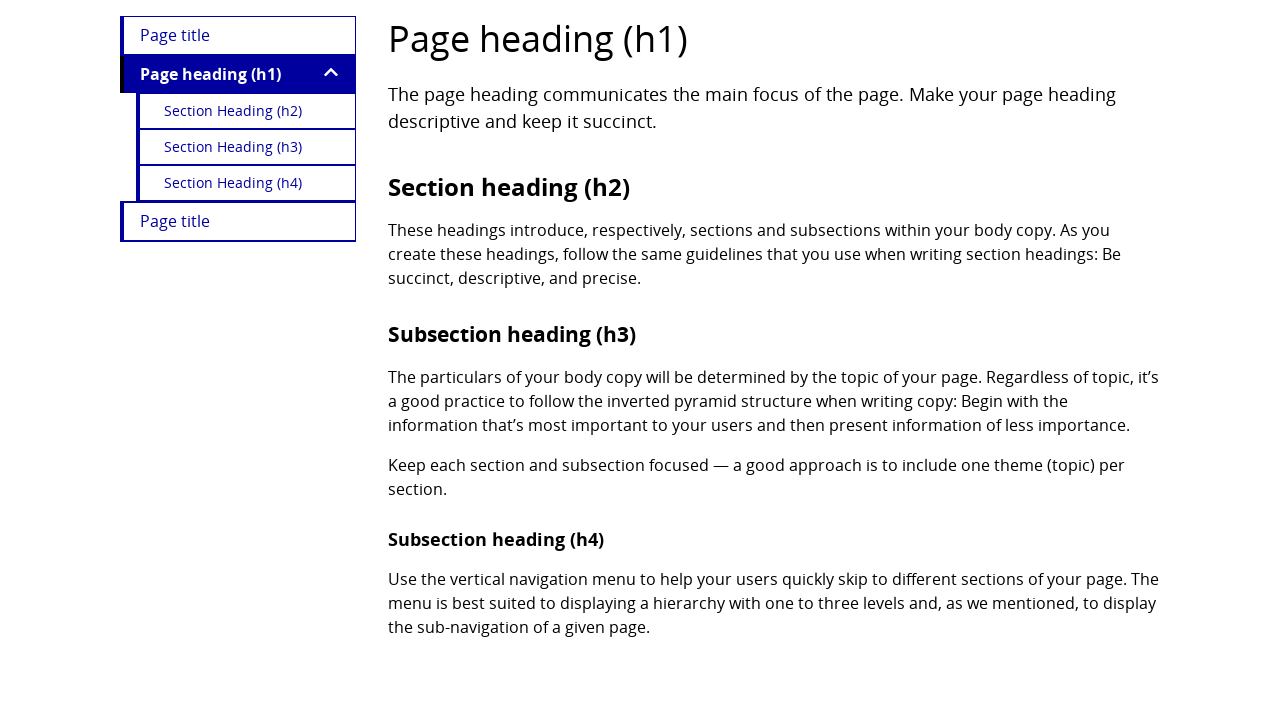 Page title
Page heading (h1)
Section Heading (h2)
Section Heading (h3)
Section Heading (h4)
Page title
Page heading (h1)
The page heading communicates the main focus of the page. Make your page heading
descriptive and keep it succinct.
Section heading (h2)
These headings introduce, respectively, sections and subsections within your body copy. As you
create these headings, follow the same guidelines that you use when writing section headings: Be
succinct, descriptive, and precise.
Subsection heading (h3)
The particulars of your body copy will be determined by the topic of your page. Regardless of topic, it’s
a good practice to follow the inverted pyramid structure when writing copy: Begin with the
information that’s most important to your users and then present information of less importance.
Keep each section and subsection focused — a good approach is to include one theme (topic) per
section.
Subsection heading (h4)
Use the vertical navigation menu to help your users quickly skip to different sections of your page. The
menu is best suited to displaying a hierarchy with one to three levels and, as we mentioned, to display
the sub-navigation of a given page.